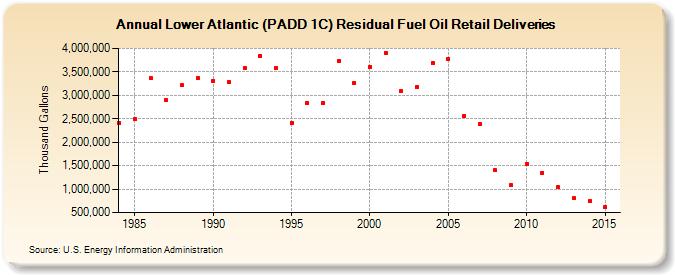 Annual Lower Atlantic (PADD 1C) Residual Fuel Oil Retail Deliveries
Thousand Gallons
4,000,000
3,500,000
3,000,000
2,500,000
2,000,000
1,500,000
1,000,000
500,000
1985 1990 1995 2000 2005 2010 2015
Source: U.S. Energy Information Administration